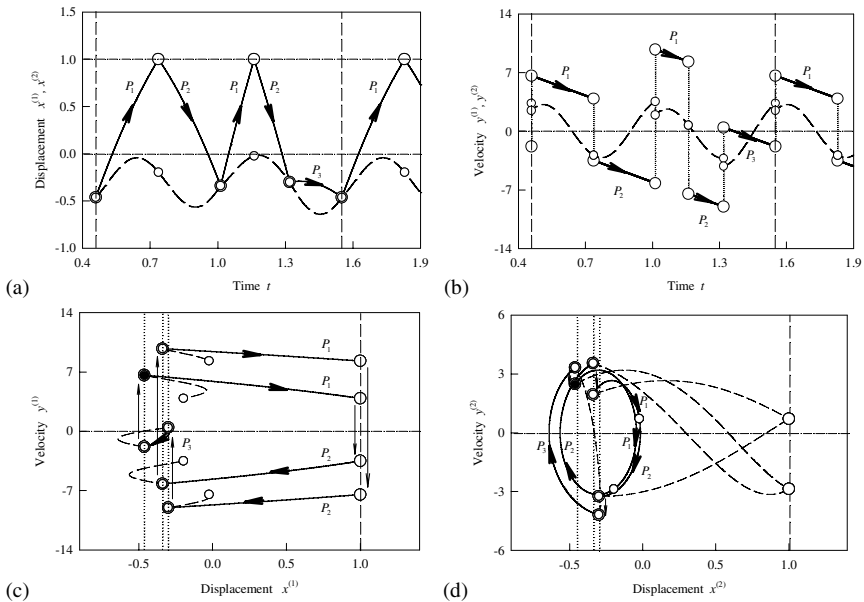 1.5
1.0
0.5
0.0
-0.5
-1.0
Displacement x⁽¹⁾, x⁽²⁾
P₁
P₂
P₁
P₂
P₃
P₁
0.4 0.7 1.0 1.3 1.6 1.9
(a) Time t
14
7
0
-7
-14
Velocity y⁽¹⁾, y⁽²⁾
P₁
P₂
P₁
P₂
P₃
P₁
0.4 0.7 1.0 1.3 1.6 1.9
(b) Time t
14
7
0
-7
-14
Velocity y⁽¹⁾
P₁
P₁
P₃
P₂
P₂
-0.5 0.0 0.5 1.0
(c) Displacement x⁽¹⁾
6
3
0
-3
-6
Velocity y⁽²⁾
P₁
P₁
P₃
P₂
P₂
-0.5 0.0 0.5 1.0
(d) Displacement x⁽²⁾